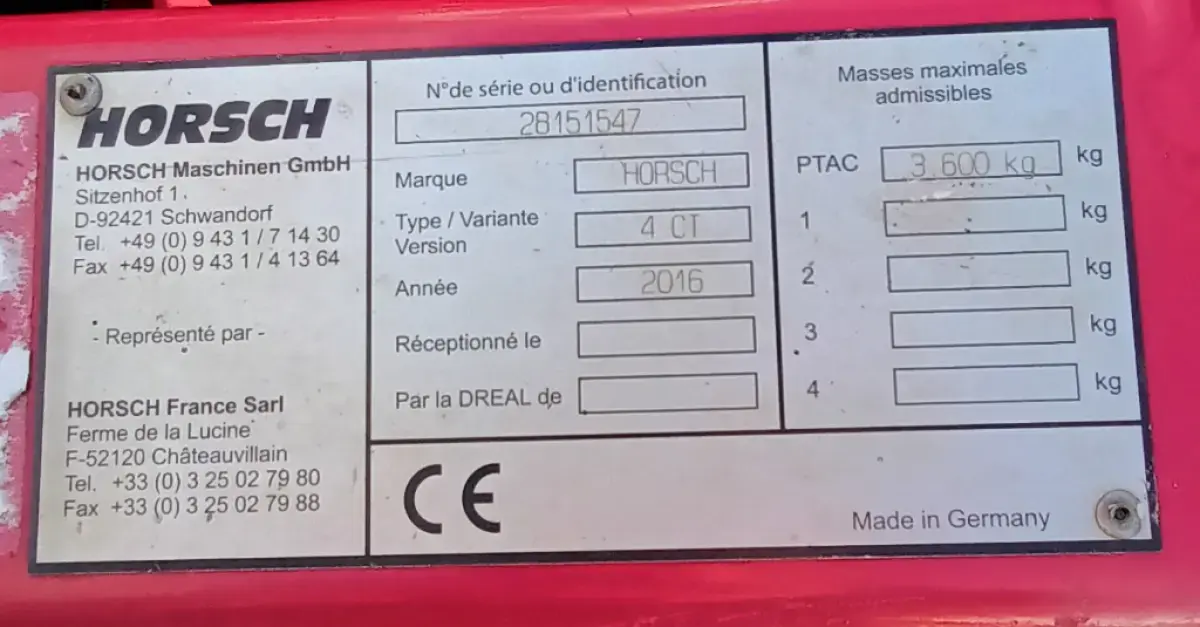 HORSCH
HORSCH Maschinen GmbH
Sitzenhof 1
D-92421 Schwandorf
Tel. +49 (0) 9 43 1 / 7 14 30
Fax +49 (0) 9 43 1 / 4 13 64
- Représenté par -
HORSCH France Sarl
Ferme de la Lucine
F-52120 Châteauvillain
Tel. +33 (0) 3 25 02 79 80
Fax +33 (0) 3 25 02 79 88
N°de série ou d'identification
28151547
Marque HORSCH
Type / Variante
Version 4 CT
Année 2016
Réceptionné le
Par la DREAL de
Masses maximales
admissibles
PTAC 3.600 kg kg
1 kg
2 kg
3 kg
4 kg
CE
Made in Germany